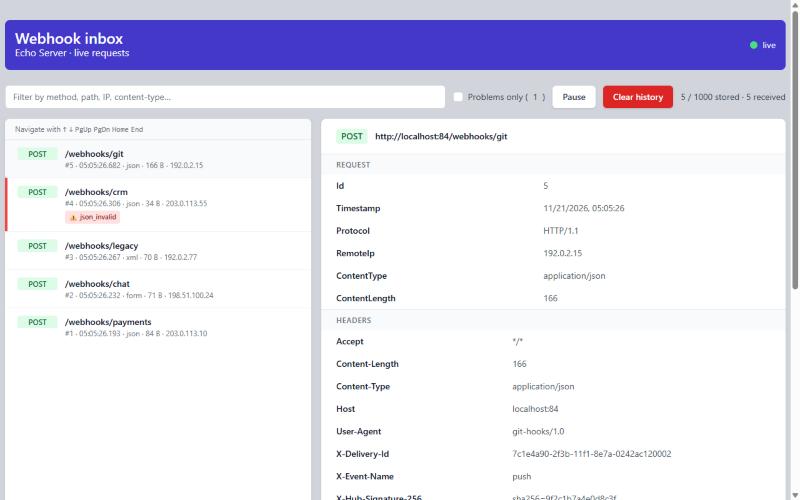 Webhook inbox
Echo Server · live requests
live
Filter by method, path, IP, content-type...
Problems only ( 1 )
Pause
Clear history
5 / 1000 stored · 5 received
Navigate with ↑ ↓ PgUp PgDn Home End
POST /webhooks/git
#5 · 05:05:26.682 · json · 166 B · 192.0.2.15
POST /webhooks/crm
#4 · 05:05:26.306 · json · 34 B · 203.0.113.55
⚠ json_invalid
POST /webhooks/legacy
#3 · 05:05:26.267 · xml · 70 B · 192.0.2.77
POST /webhooks/chat
#2 · 05:05:26.232 · form · 71 B · 198.51.100.24
POST /webhooks/payments
#1 · 05:05:26.193 · json · 84 B · 203.0.113.10
POST http://localhost:84/webhooks/git
REQUEST
Id 5
Timestamp 11/21/2026, 05:05:26
Protocol HTTP/1.1
RemoteIp 192.0.2.15
ContentType application/json
ContentLength 166
HEADERS
Accept */*
Content-Length 166
Content-Type application/json
Host localhost:84
User-Agent git-hooks/1.0
X-Delivery-Id 7c1e4a90-2f3b-11f1-8e7a-0242ac120002
X-Event-Name push
X-Hub-Signature-256